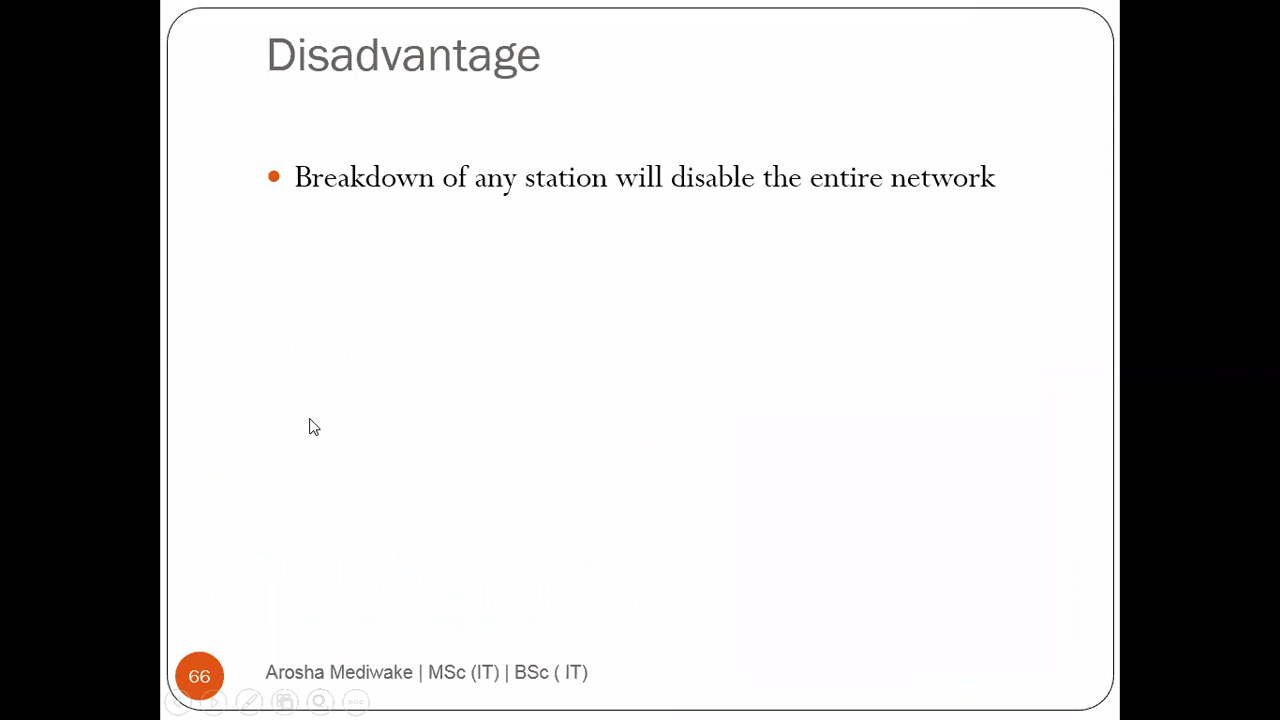 Disadvantage
• Breakdown of any station will disable the entire network
66
Arosha Mediwake | MSc (IT) | BSc ( IT)